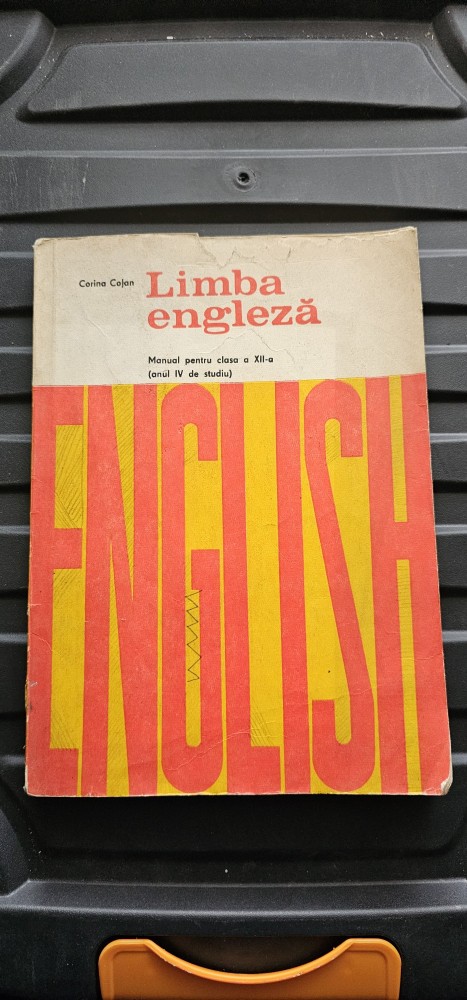 Corina Cojan
Limba
engleză
Manual pentru clasa a XII-a
(anul IV de studiu)
ENGLISH